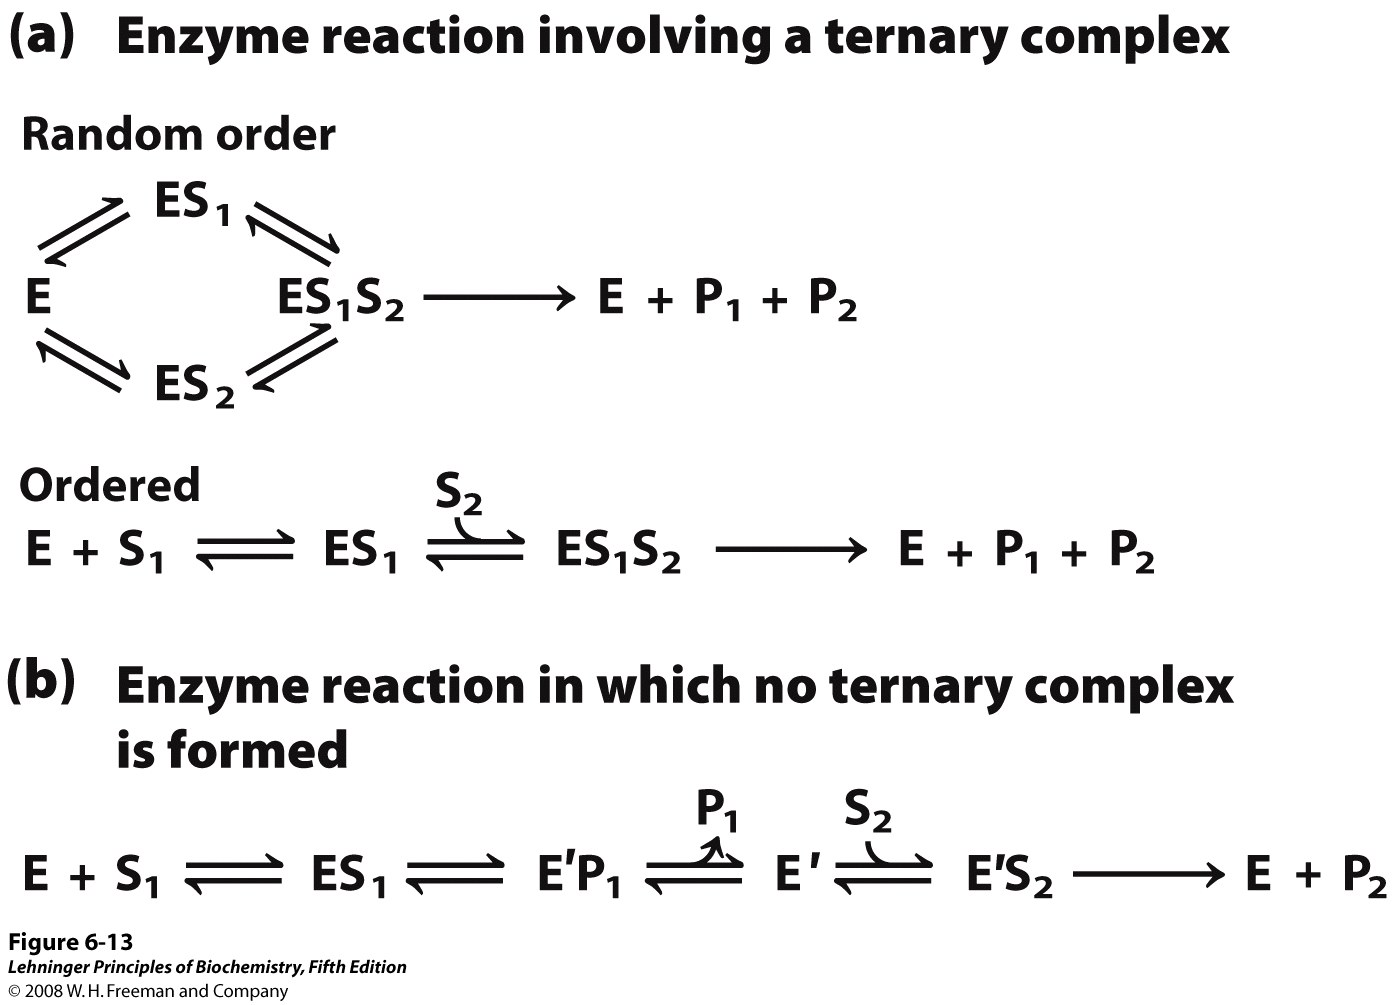 (a) Enzyme reaction involving a ternary complex
Random order
ES₁
E ES₁S₂ ⟶ E + P₁ + P₂
ES₂
Ordered
S₂
E + S₁ ⇌ ES₁ ⇌ ES₁S₂ ⟶ E + P₁ + P₂
(b) Enzyme reaction in which no ternary complex
is formed
P₁ S₂
E + S₁ ⇌ ES₁ ⇌ E′P₁ ⇌ E′ ⇌ E′S₂ ⟶ E + P₂
Figure 6-13
Lehninger Principles of Biochemistry, Fifth Edition
© 2008 W. H. Freeman and Company